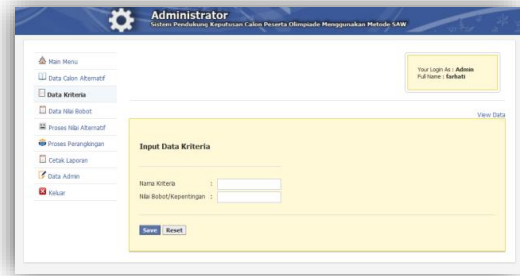 Administrator
Sistem Pendukung Keputusan Calon Peserta Olimpiade Menggunakan Metode SAW
Main Menu
Data Calon Alternatif
Data Kriteria
Data Nilai Bobot
Proses Nilai Alternatif
Proses Perangkingan
Cetak Laporan
Data Admin
Keluar
Your Login As : Admin
Full Name : farkati
View Data
Input Data Kriteria
Nama Kriteria :
Nilai Bobot/Kepentingan :
Save Reset